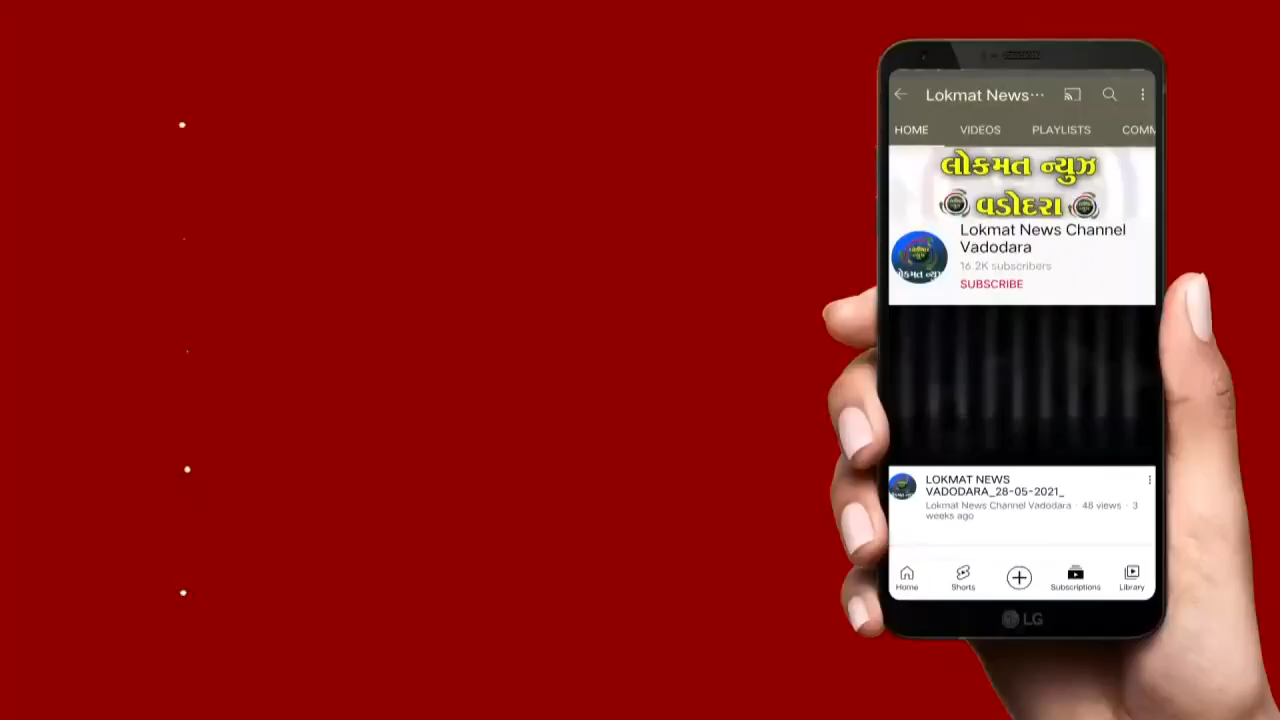 Lokmat News···
HOME VIDEOS PLAYLISTS COMM
લોકમત ન્યુઝ
વડોદરા
Lokmat News Channel
Vadodara
16.2K subscribers
SUBSCRIBE
LOKMAT NEWS
VADODARA_28-05-2021_
Lokmat News Channel Vadodara · 48 views · 3
weeks ago
Home Shorts Subscriptions Library
LG